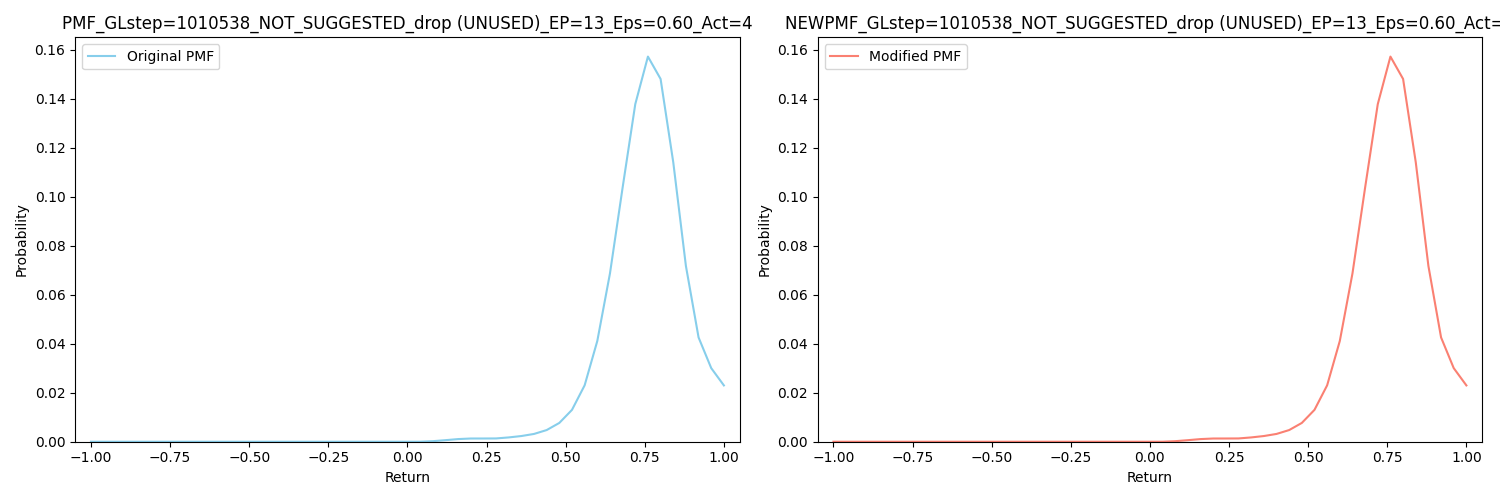 PMF_GLstep=1010538_NOT_SUGGESTED_drop (UNUSED)_EP=13_Eps=0.60_Act=4
Original PMF
0.16
0.14
0.12
0.10
0.08
0.06
0.04
0.02
0.00
Probability
−1.00 −0.75 −0.50 −0.25 0.00 0.25 0.50 0.75 1.00
Return
NEWPMF_GLstep=1010538_NOT_SUGGESTED_drop (UNUSED)_EP=13_Eps=0.60_Act=
Modified PMF
0.16
0.14
0.12
0.10
0.08
0.06
0.04
0.02
0.00
Probability
−1.00 −0.75 −0.50 −0.25 0.00 0.25 0.50 0.75 1.00
Return